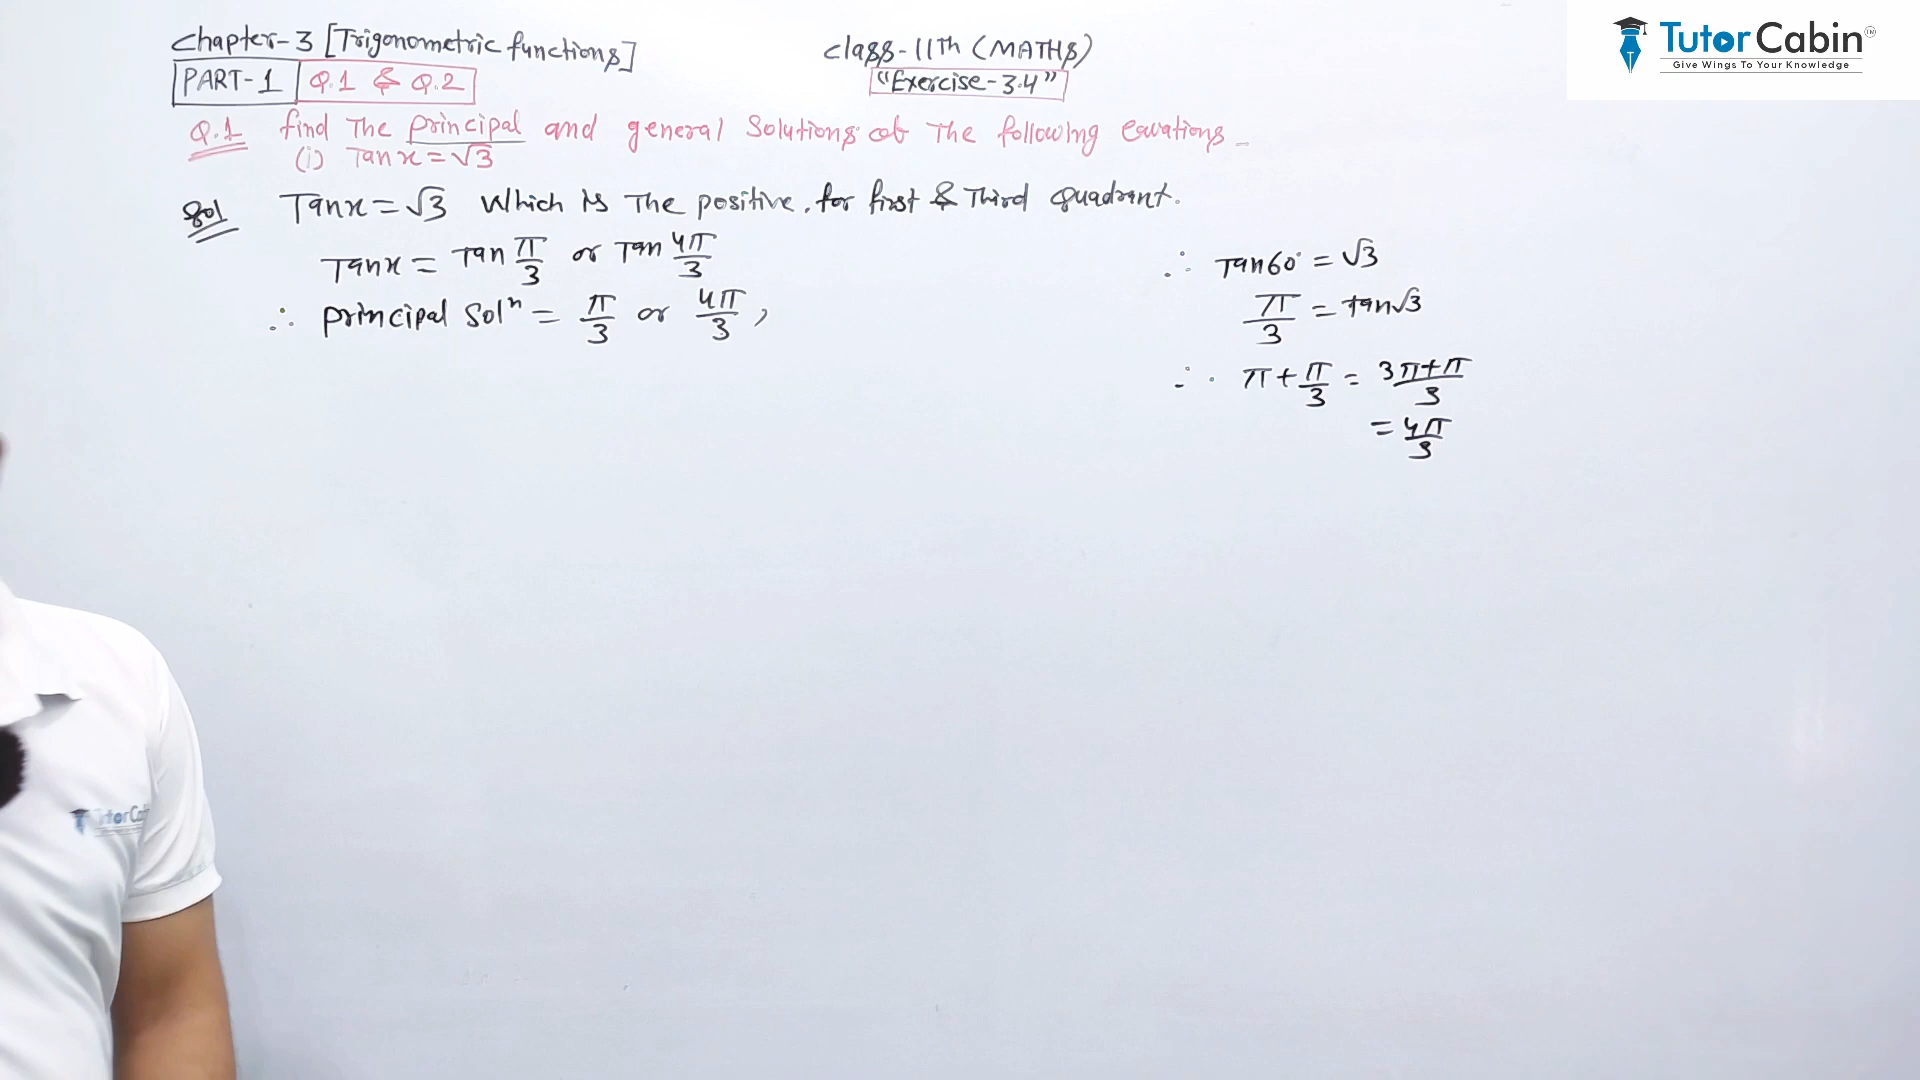 Chapter-3 [Trigonometric functions]
Class-11th (MATHS)
PART-1 Q.1 & Q.2
"Exercise-3.4"
TutorCabin TM
Give Wings To Your Knowledge
Q.1 find The principal and general Solutions of The following equations -
(i) Tan x = √3
Sol Tan x = √3 which is The positive, for first & Third Quadrant.
Tan x = Tan π/3 or Tan 4π/3
∴ principal Solⁿ = π/3 or 4π/3 ,
∴ Tan 60° = √3
π/3 = tan √3
∴ π + π/3 = 3π+π/3
= 4π/3